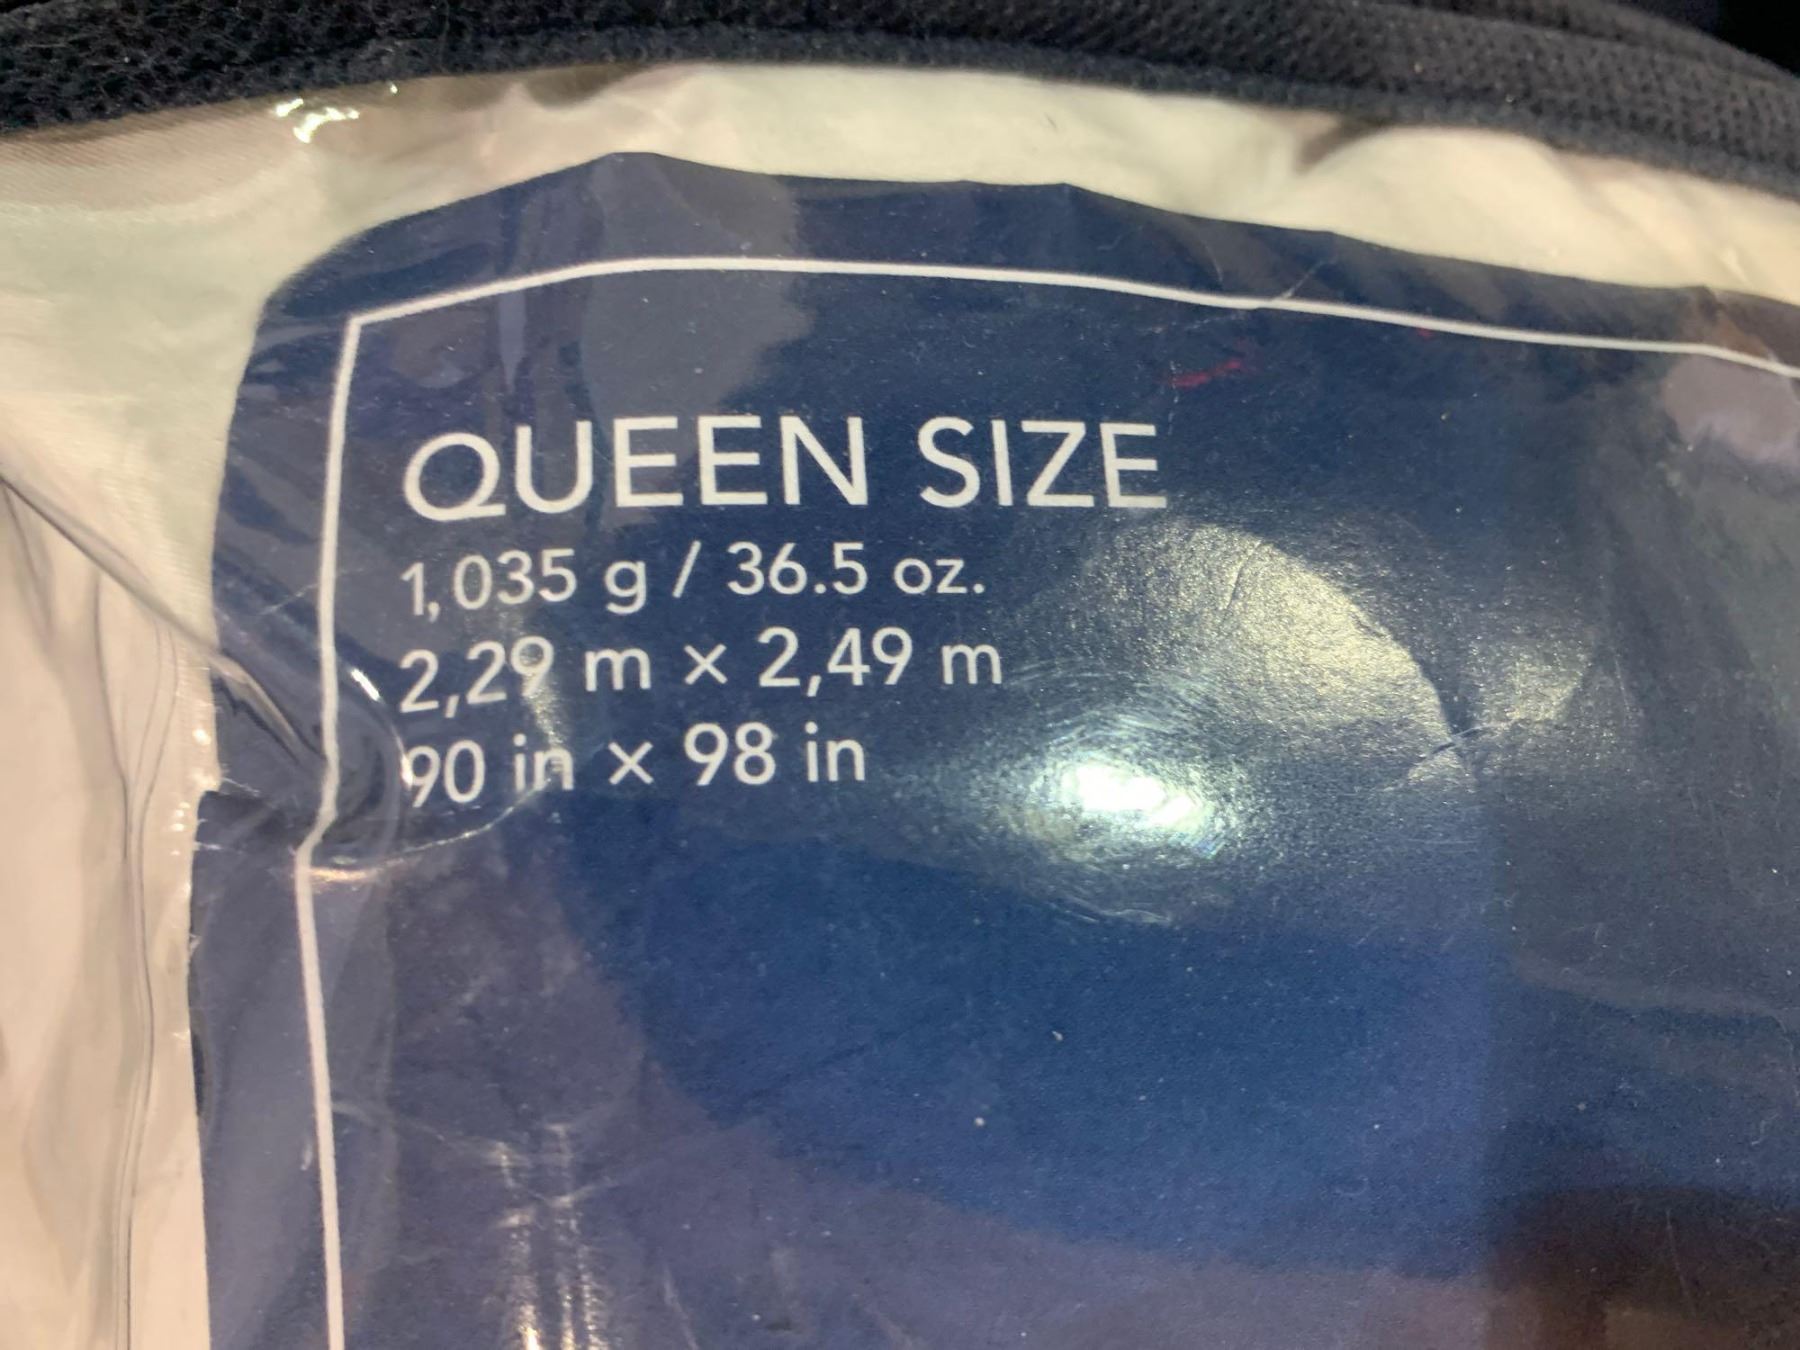 QUEEN SIZE
1,035 g / 36.5 oz.
2,29 m x 2,49 m
90 in x 98 in